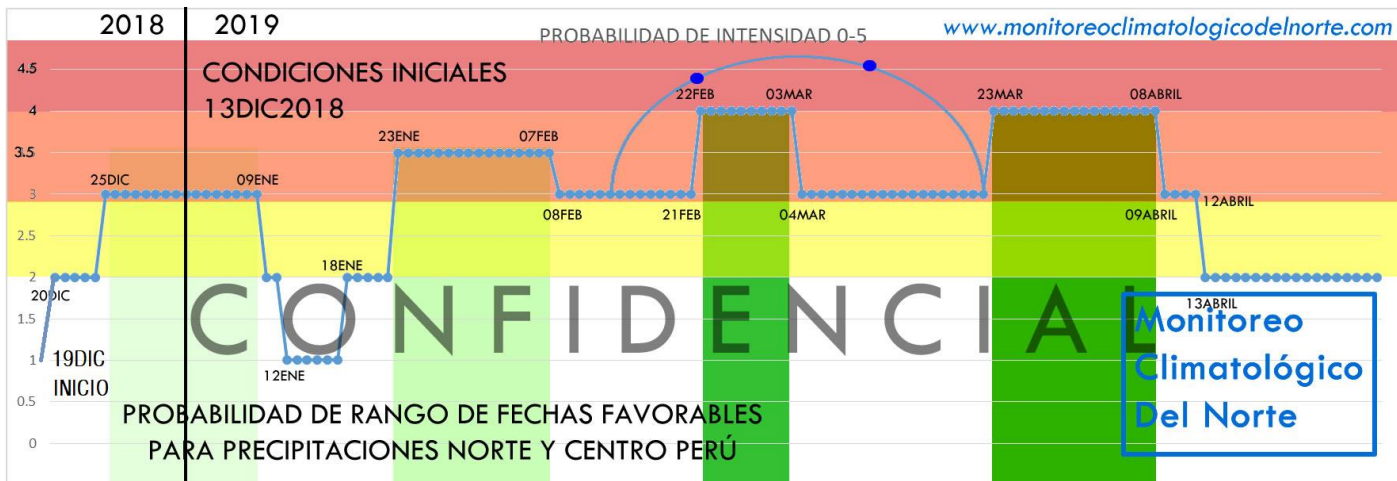 2018
2019
PROBABILIDAD DE INTENSIDAD 0-5
www.monitoreoclimatologicodelnorte.com
CONDICIONES INICIALES
13DIC2018
4.5
4
3.5
3
2.5
2
1.5
1
0.5
0
20DIC
19DIC
INICIO
25DIC
09ENE
12ENE
18ENE
23ENE
07FEB
08FEB
21FEB
22FEB
03MAR
04MAR
23MAR
08ABRIL
09ABRIL
12ABRIL
13ABRIL
CONFIDENCIAL
PROBABILIDAD DE RANGO DE FECHAS FAVORABLES
PARA PRECIPITACIONES NORTE Y CENTRO PERÚ
Monitoreo
Climatológico
Del Norte